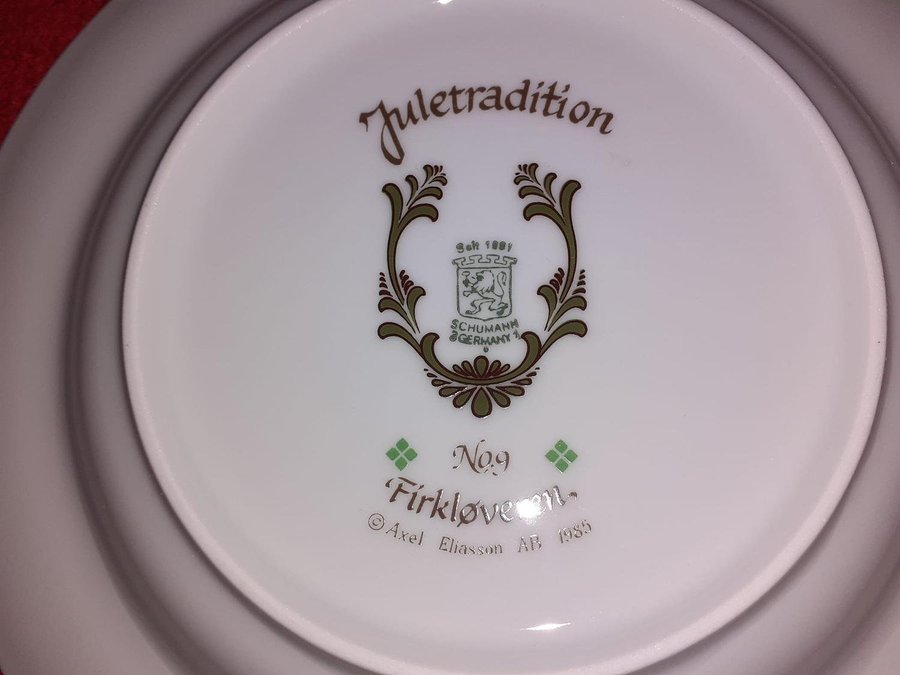 Juletradition
Seit 1881
SCHUMANN
GERMANY
No.9
"Firkløveren"
© Axel Eliasson AB 1985